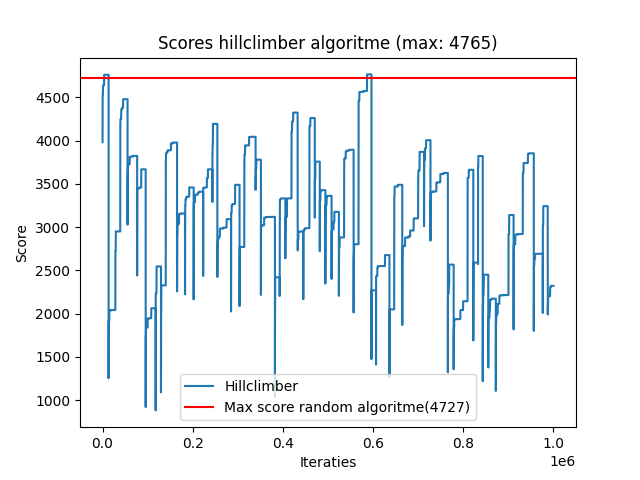 Scores hillclimber algoritme (max: 4765)
Score
4500
4000
3500
3000
2500
2000
1500
1000
Hillclimber
Max score random algoritme(4727)
0.0 0.2 0.4 0.6 0.8 1.0
Iteraties
1e6